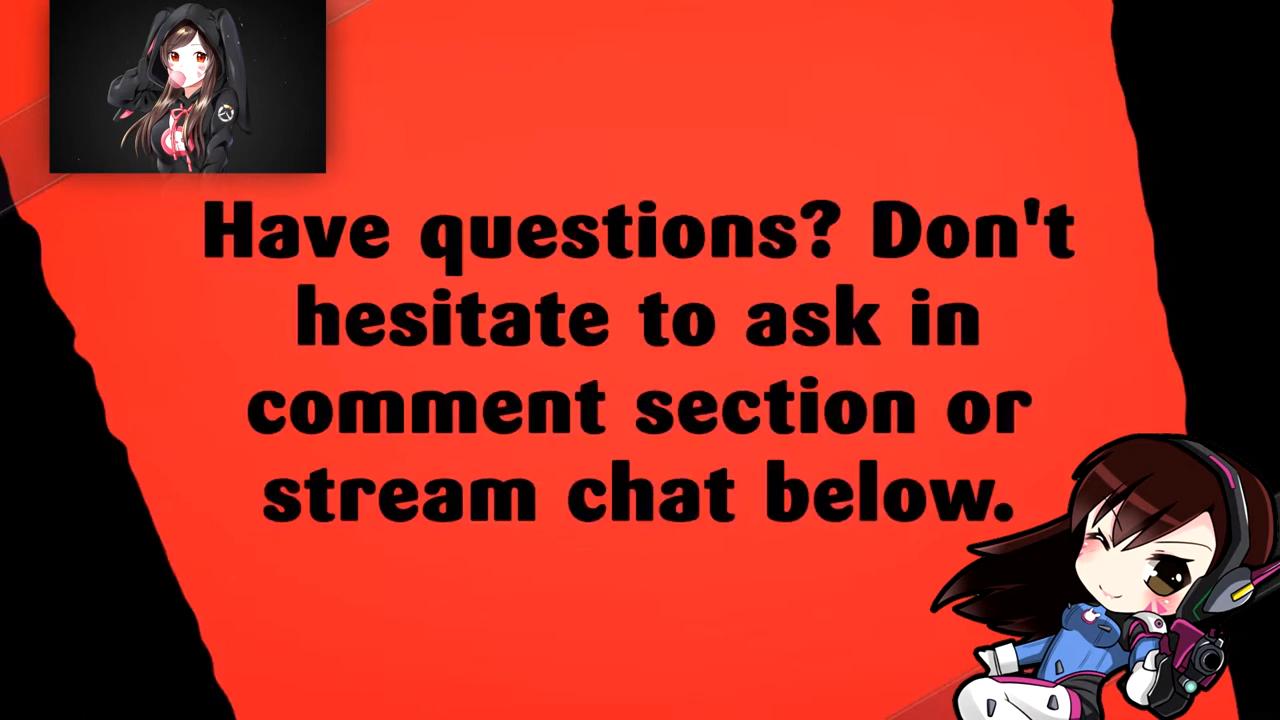 Have questions? Don't
hesitate to ask in
comment section or
stream chat below.